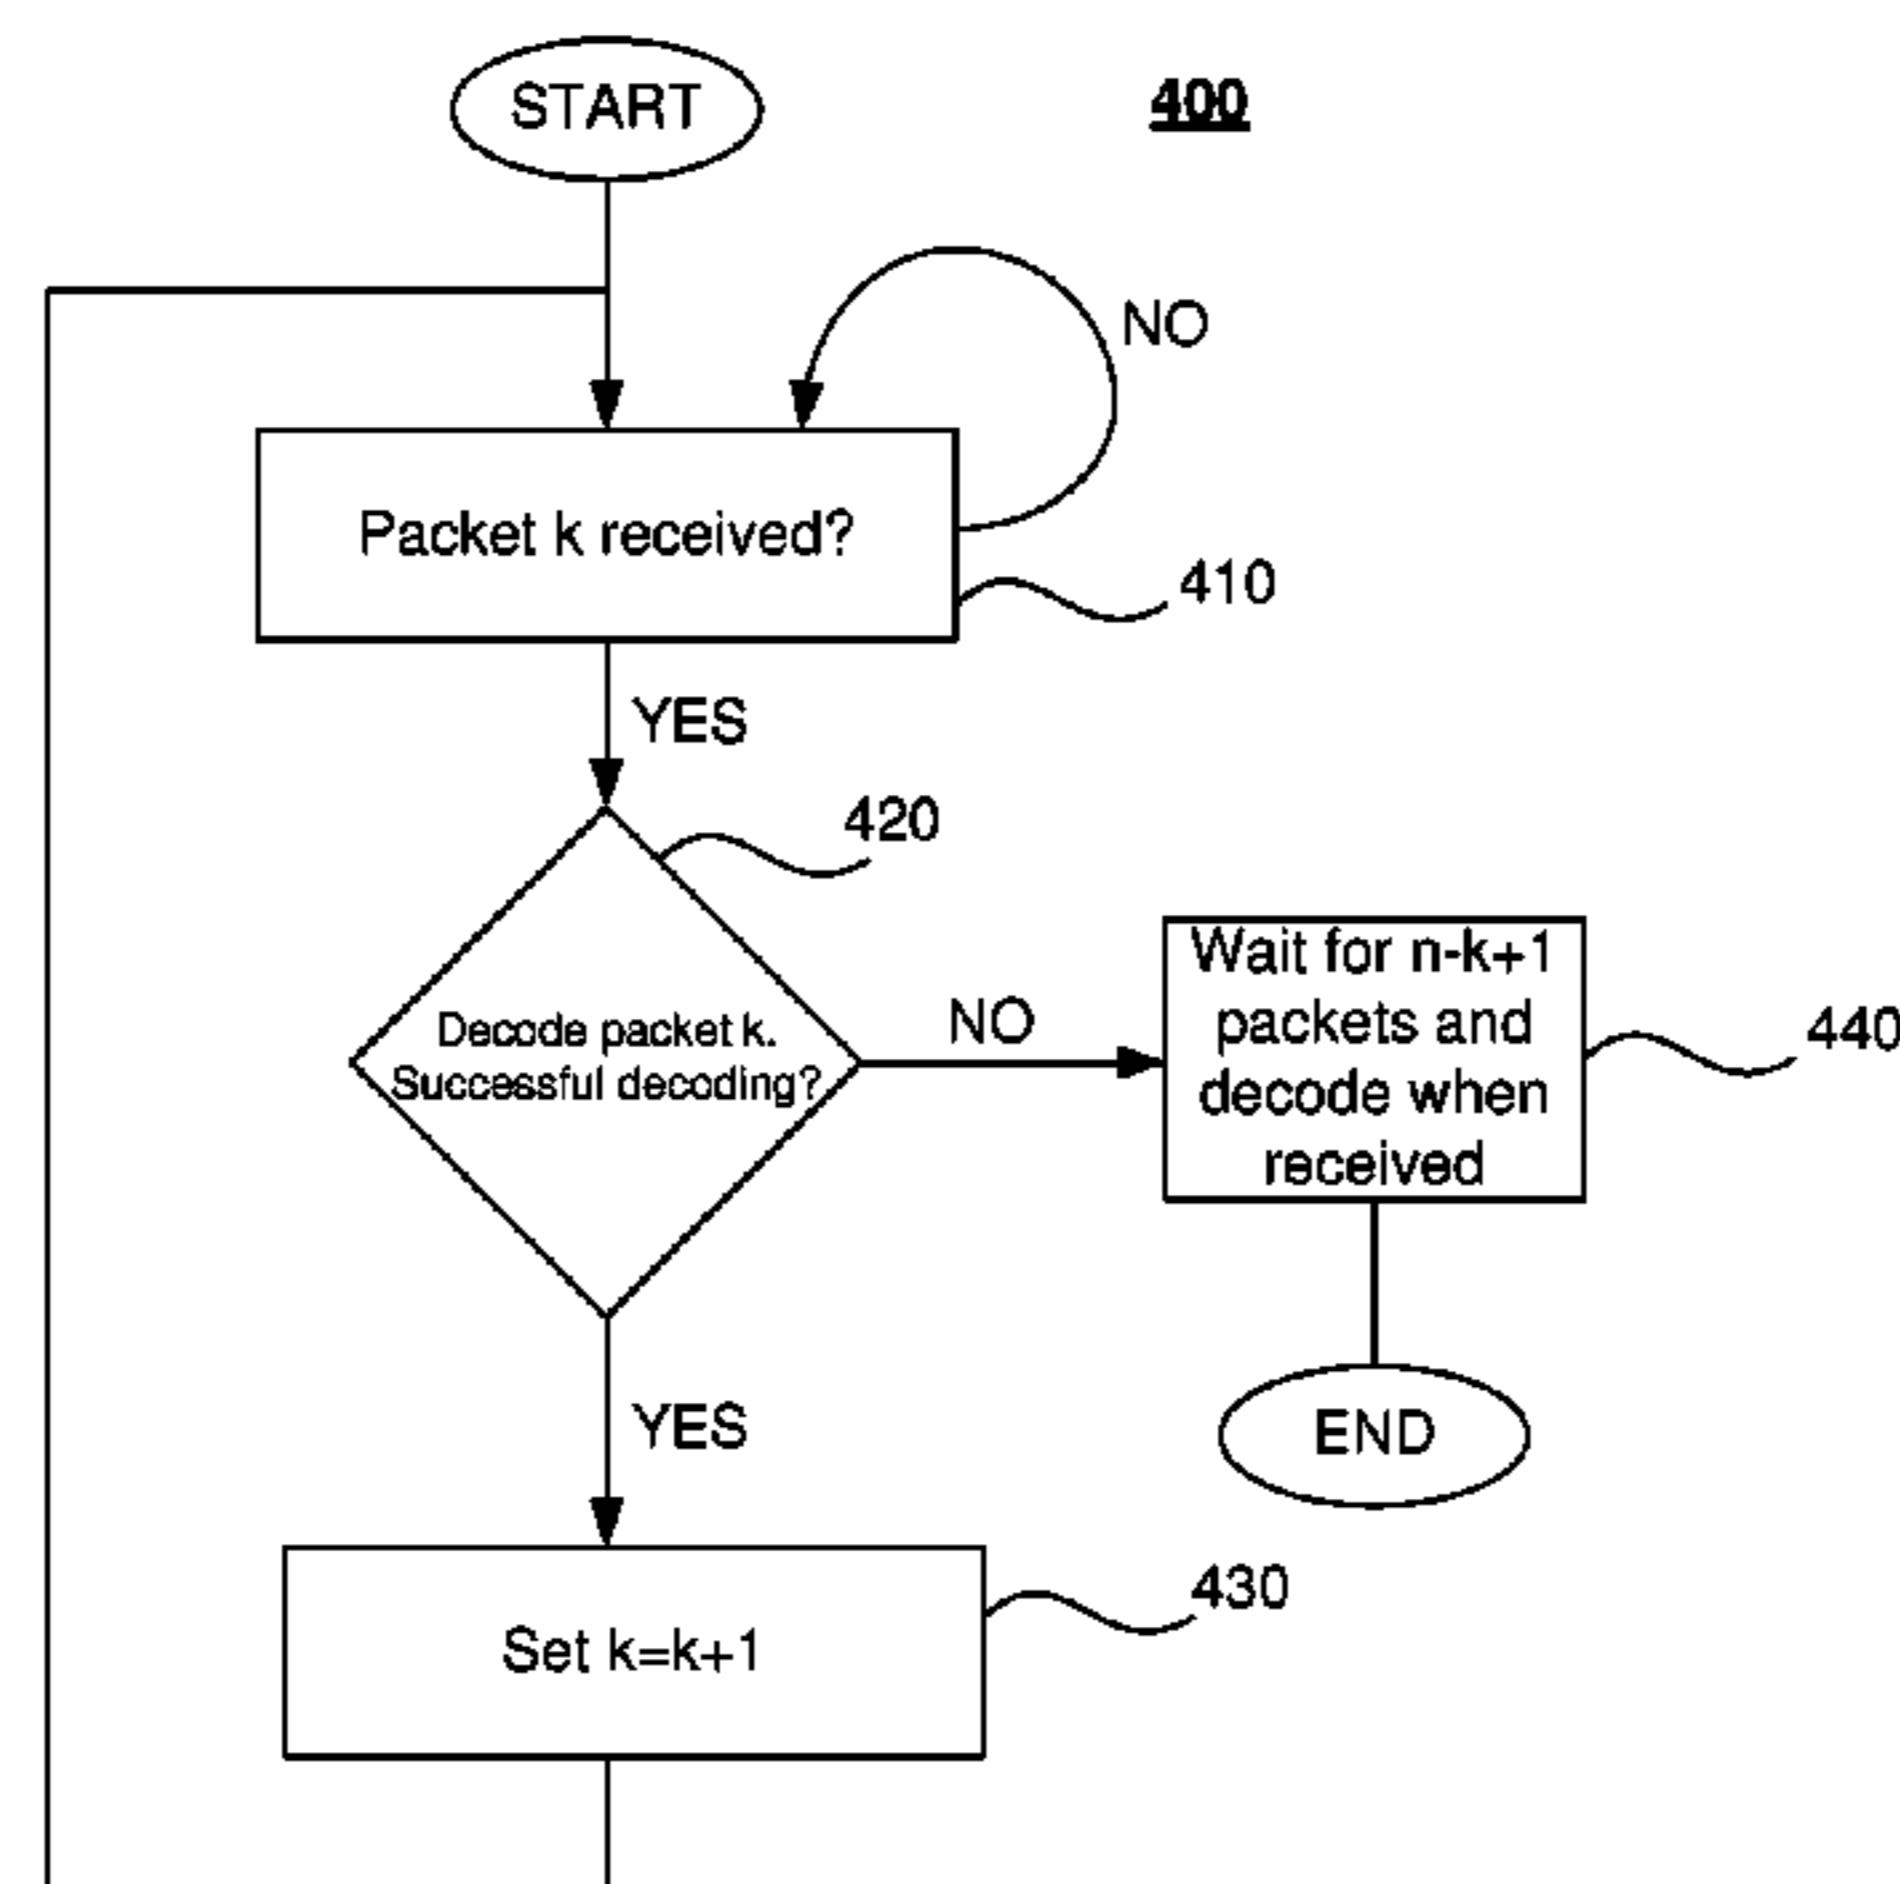 START
400
NO
Packet k received?
410
YES
420
Decode packet k.
Successful decoding?
NO
Wait for n-k+1
packets and
decode when
received
440
YES
END
430
Set k=k+1